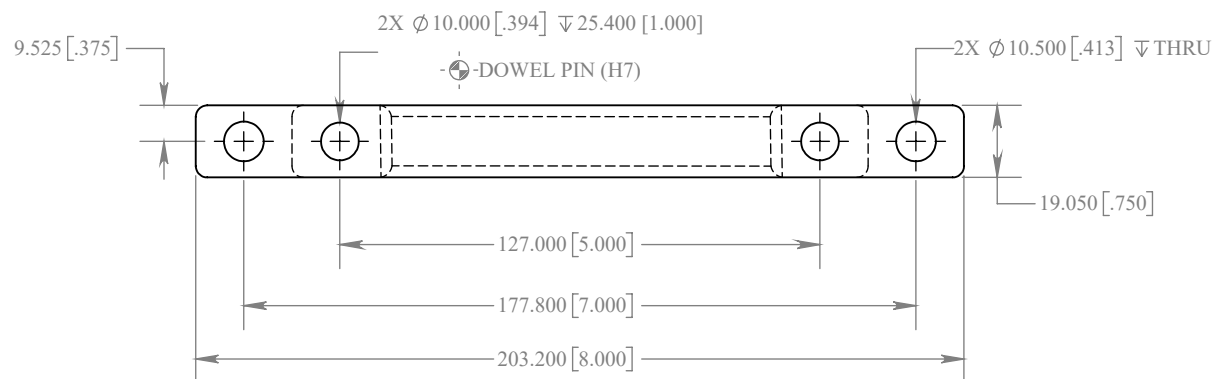 2X ⌀10.000[.394] ↧25.400 [1.000]
9.525[.375]
2X ⌀10.500[.413] ↧THRU
DOWEL PIN (H7)
19.050[.750]
127.000[5.000]
177.800[7.000]
203.200[8.000]